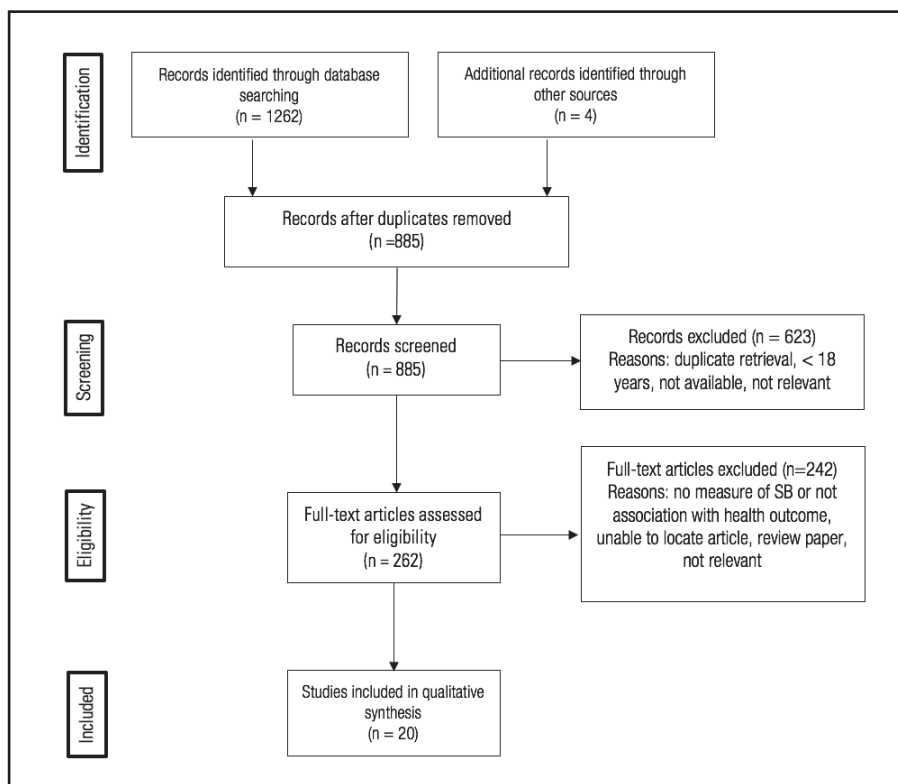 Identification
Records identified through database
searching
(n = 1262)
Additional records identified through
other sources
(n = 4)
Records after duplicates removed
(n =885)
Screening
Records screened
(n = 885)
Records excluded (n = 623)
Reasons: duplicate retrieval, < 18
years, not available, not relevant
Eligibility
Full-text articles assessed
for eligibility
(n = 262)
Full-text articles excluded (n=242)
Reasons: no measure of SB or not
association with health outcome,
unable to locate article, review paper,
not relevant
Included
Studies included in qualitative
synthesis
(n = 20)